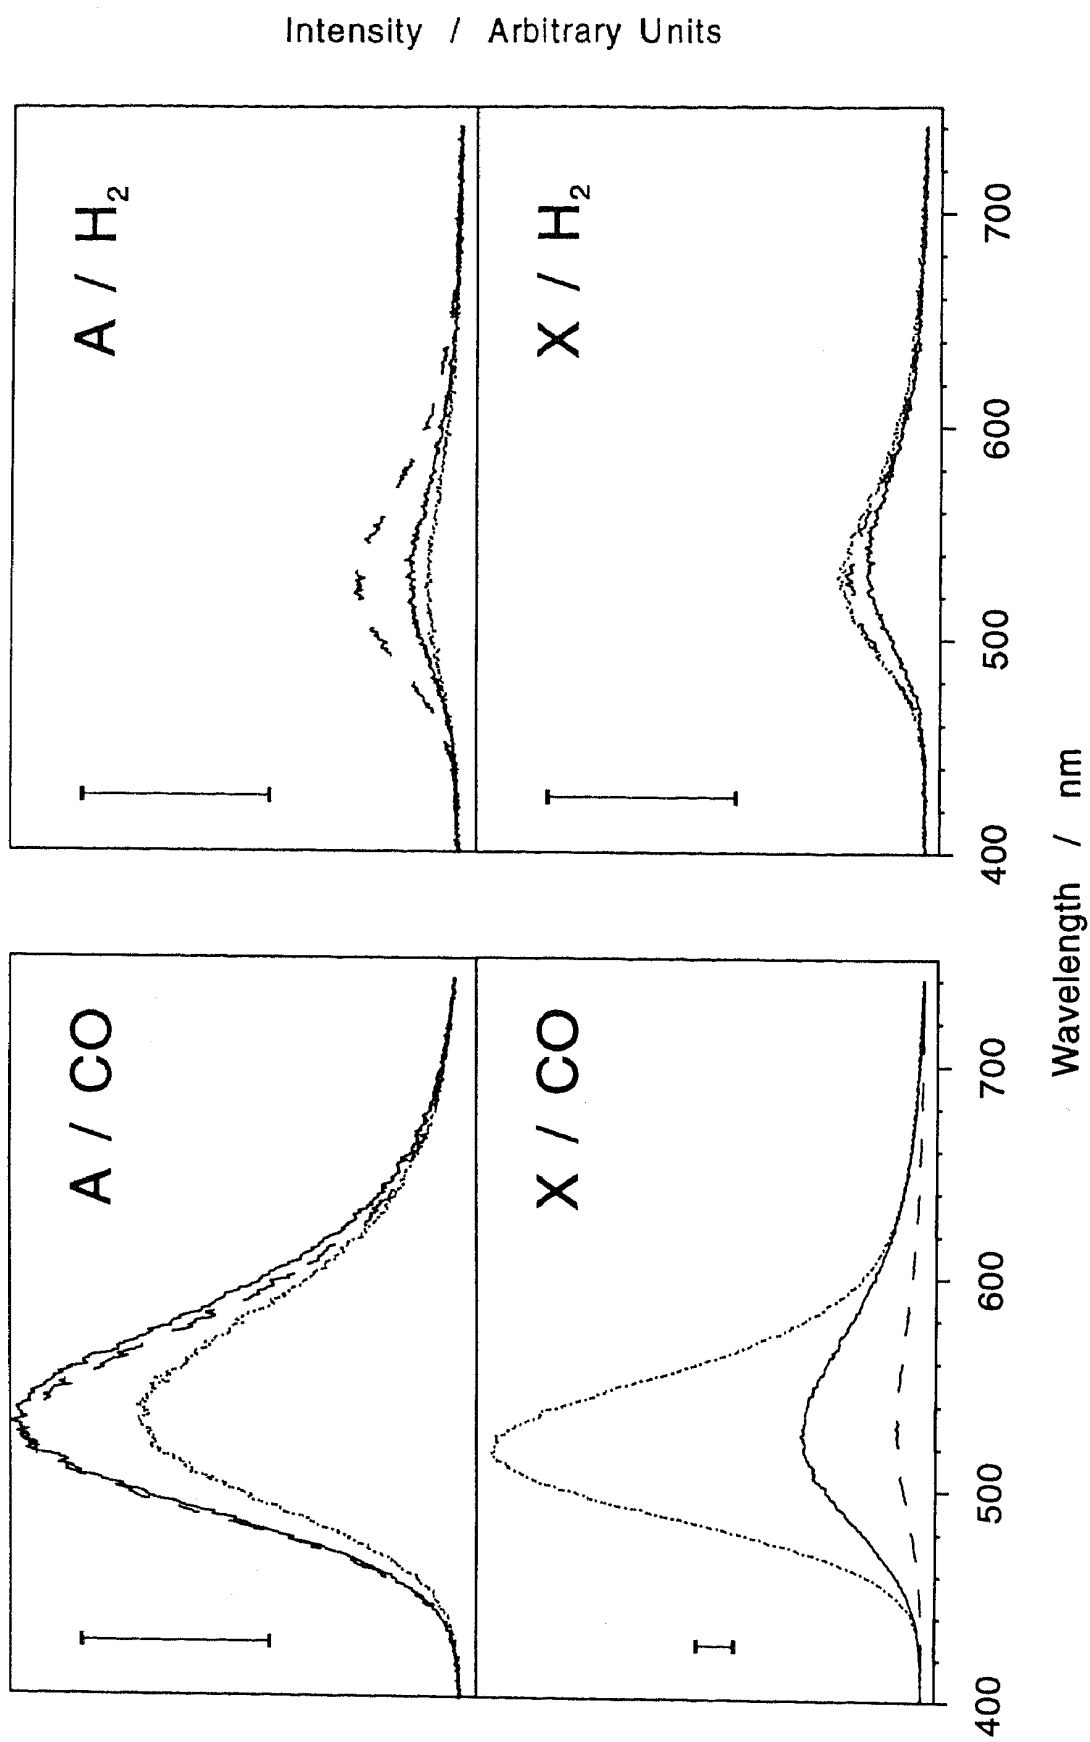 Intensity / Arbitrary Units
A / CO
A / H2
X / CO
X / H2
400
500
600
700
400
500
600
700
Wavelength / nm